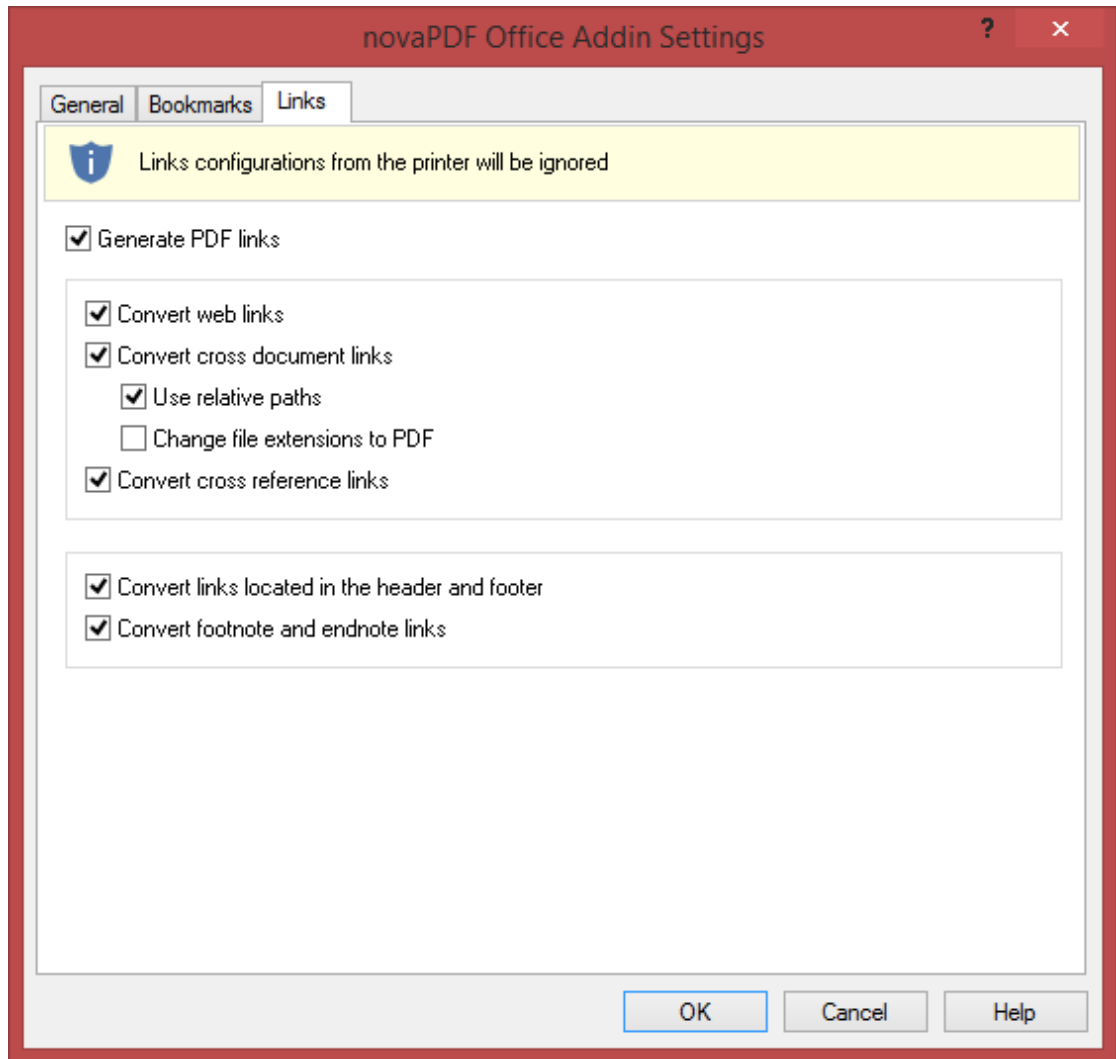 novaPDF Office Addin Settings ? ×
General Bookmarks Links
Links configurations from the printer will be ignored
Generate PDF links
Convert web links
Convert cross document links
Use relative paths
Change file extensions to PDF
Convert cross reference links
Convert links located in the header and footer
Convert footnote and endnote links
OK Cancel Help